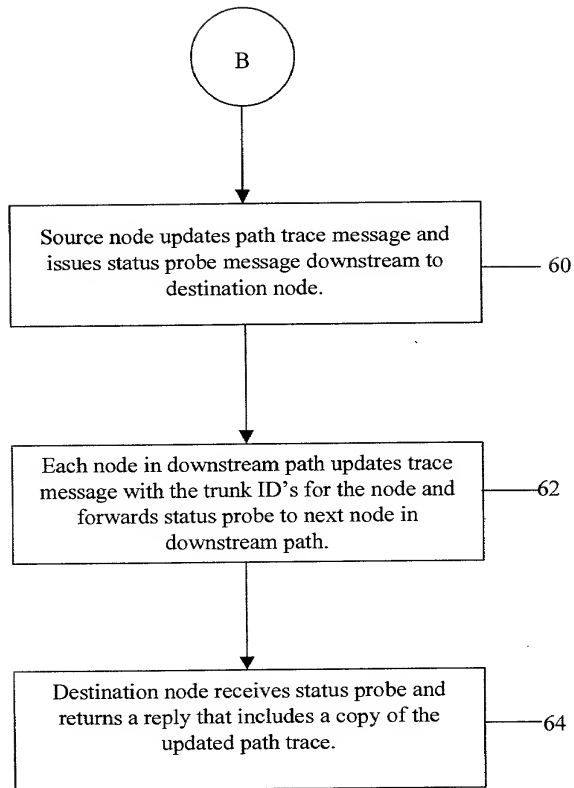 B
Source node updates path trace message and
issues status probe message downstream to
destination node.
60
Each node in downstream path updates trace
message with the trunk ID's for the node and
forwards status probe to next node in
downstream path.
62
Destination node receives status probe and
returns a reply that includes a copy of the
updated path trace.
64